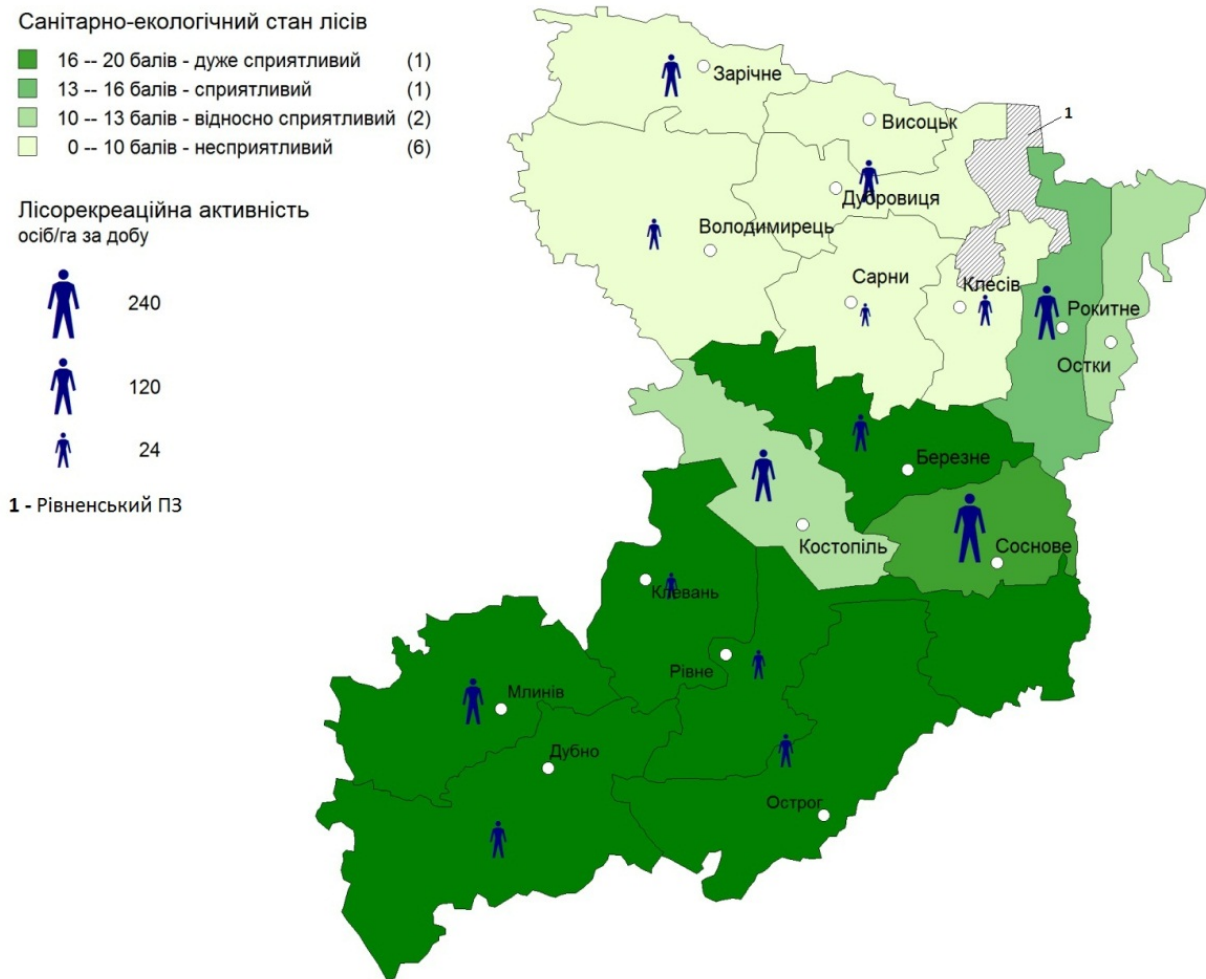 Санітарно-екологічний стан лісів
16 -- 20 балів - дуже сприятливий (1)
13 -- 16 балів - сприятливий (1)
10 -- 13 балів - відносно сприятливий (2)
0 -- 10 балів - несприятливий (6)
Лісорекреаційна активність
осіб/га за добу
240
120
24
1 - Рівненський ПЗ
Зарічне
1
Висоцьк
Дубровиця
Володимирець
Сарни
Клесів
Рокитне
Остки
Березне
Костопіль
Соснове
Клевань
Рівне
Млинів
Дубно
Острог